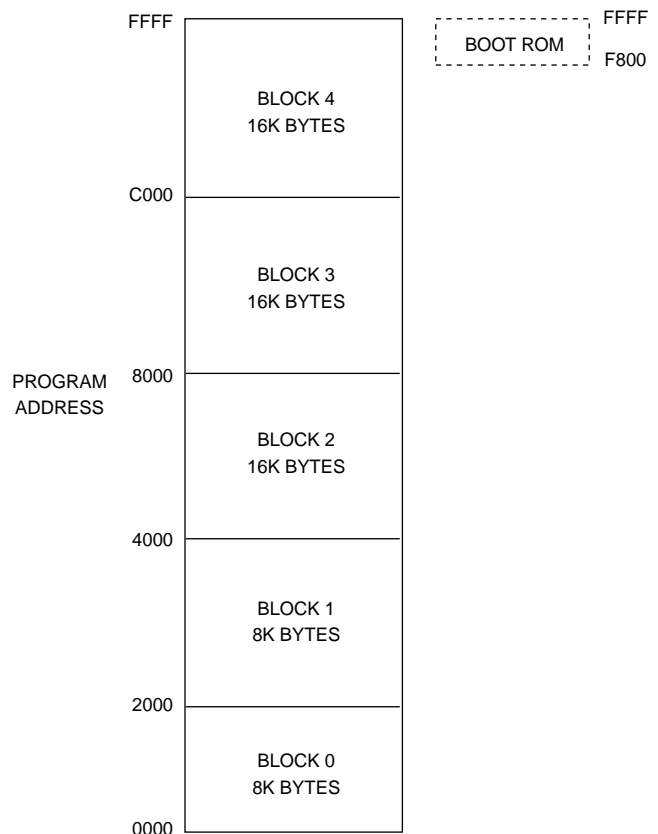 FFFF
BOOT ROM
FFFF
F800
BLOCK 4
16K BYTES
C000
BLOCK 3
16K BYTES
PROGRAM
ADDRESS
8000
BLOCK 2
16K BYTES
4000
BLOCK 1
8K BYTES
2000
BLOCK 0
8K BYTES
0000